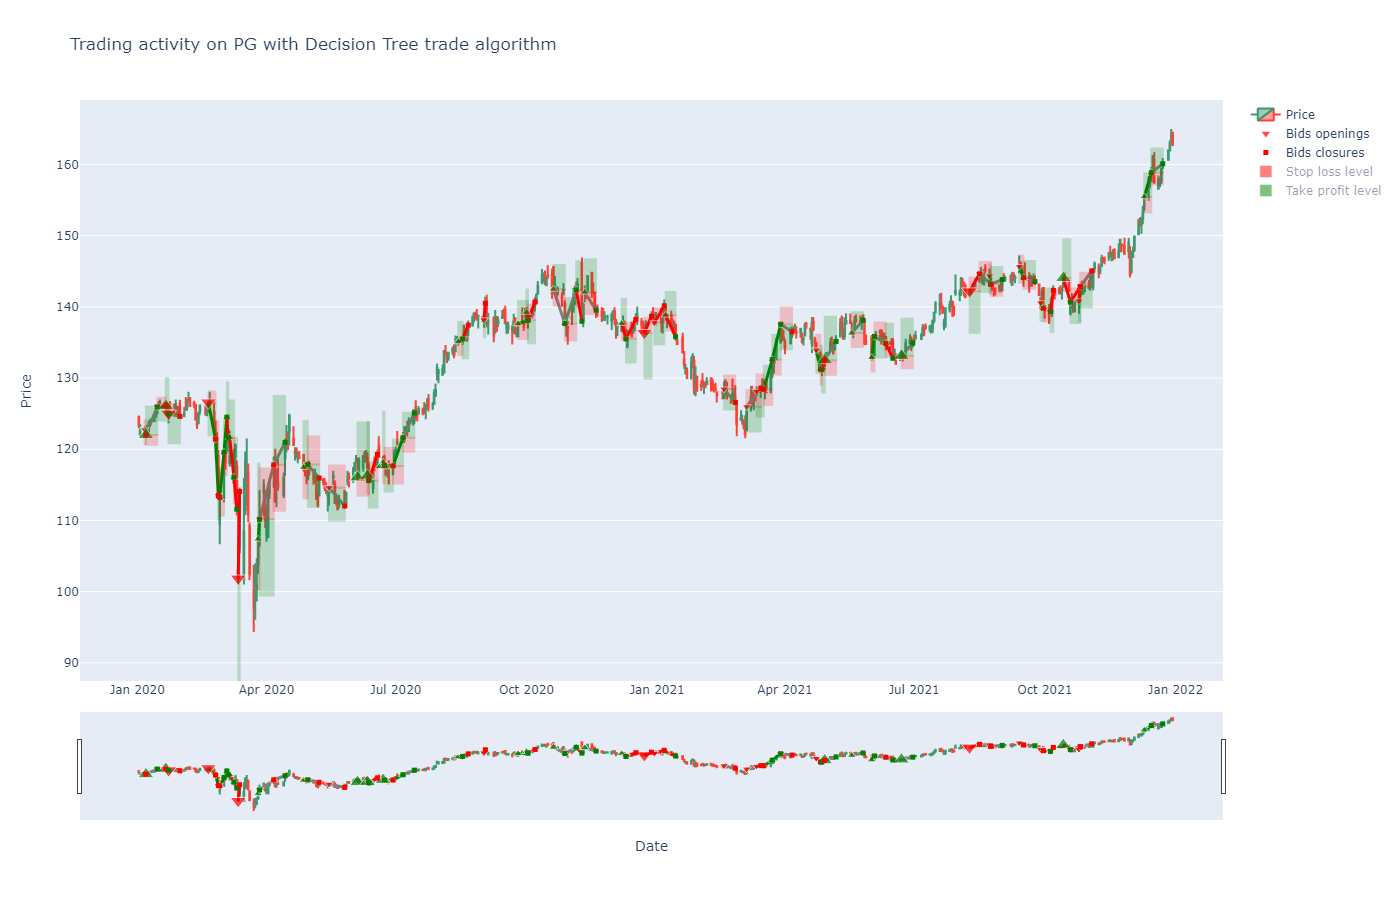 Trading activity on PG with Decision Tree trade algorithm
Price
Bids openings
Bids closures
Stop loss level
Take profit level
160
150
140
130
120
110
100
90
Price
Jan 2020 Apr 2020 Jul 2020 Oct 2020 Jan 2021 Apr 2021 Jul 2021 Oct 2021 Jan 2022
Date